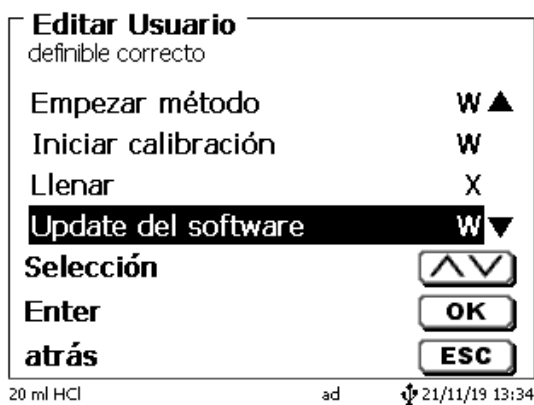 Editar Usuario
definible correcto
Empezar método W
Iniciar calibración W
Llenar X
Update del software W
Selección
Enter OK
atrás ESC
20 ml HCl ad 21/11/19 13:34